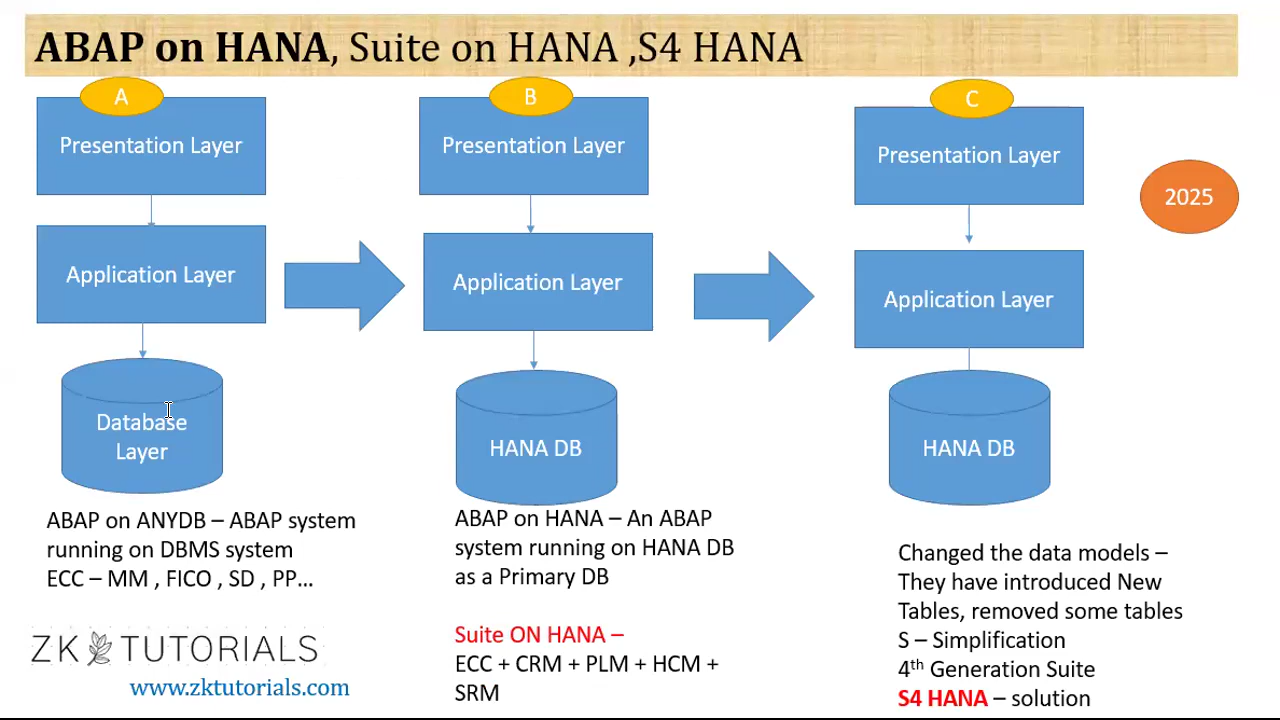 ABAP on HANA, Suite on HANA ,S4 HANA
A
Presentation Layer
Application Layer
Database
Layer
ABAP on ANYDB – ABAP system
running on DBMS system
ECC – MM , FICO , SD , PP...
B
Presentation Layer
Application Layer
HANA DB
ABAP on HANA – An ABAP
system running on HANA DB
as a Primary DB
Suite ON HANA –
ECC + CRM + PLM + HCM +
SRM
C
Presentation Layer
Application Layer
HANA DB
Changed the data models –
They have introduced New
Tables, removed some tables
S – Simplification
4th Generation Suite
S4 HANA – solution
2025
ZK TUTORIALS
www.zktutorials.com